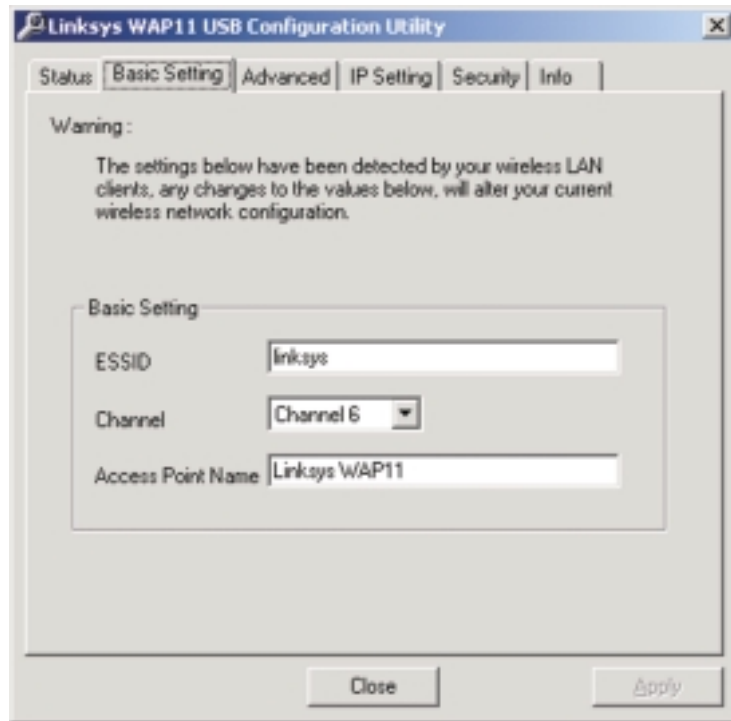 Linksys WAP11 USB Configuration Utility
Status Basic Setting Advanced IP Setting Security Info
Warning :
The settings below have been detected by your wireless LAN
clients, any changes to the values below, will alter your current
wireless network configuration.
Basic Setting
ESSID linksys
Channel Channel 6
Access Point Name Linksys WAP11
Close Apply